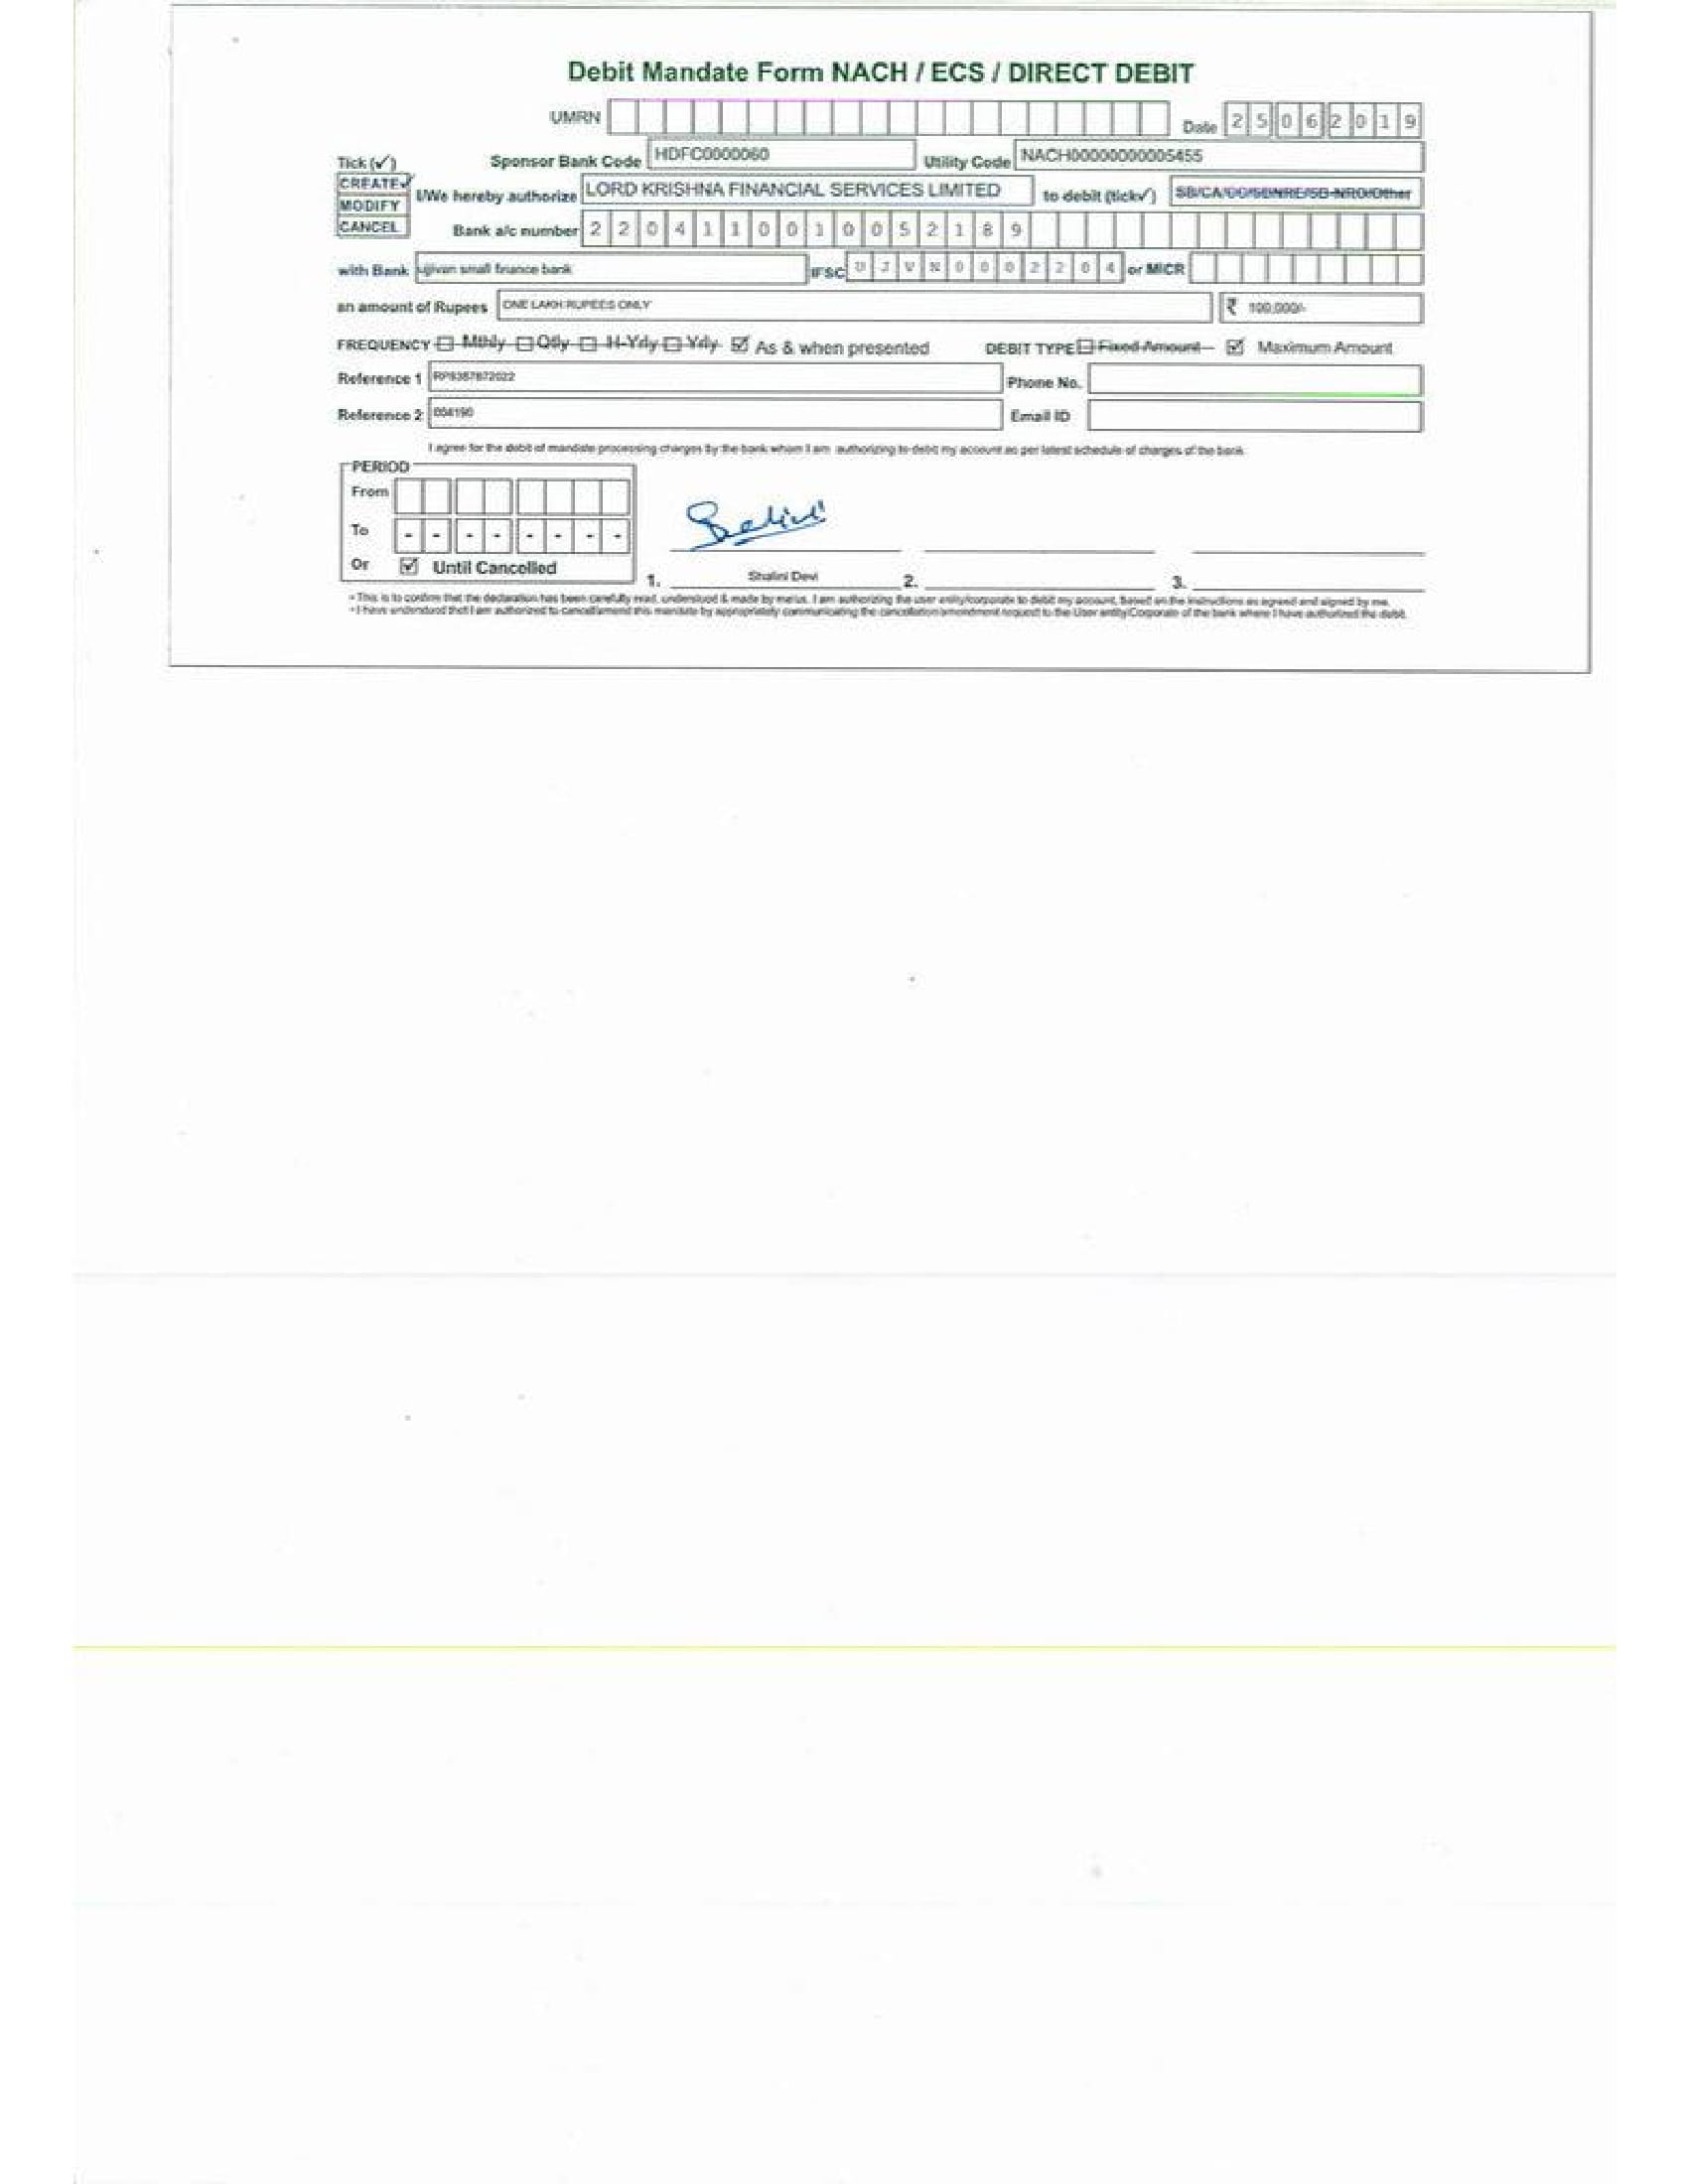 Debit Mandate Form NACH / ECS / DIRECT DEBIT
UMRN Date 2 5 0 6 2 0 1 9
Tick (✓) Sponsor Bank Code HDFC0000060 Utility Code NACH00000000005455
CREATE✓ I/We hereby authorize LORD KRISHNA FINANCIAL SERVICES LIMITED to debit (tick✓) SB/CA/CC/SB-NRE/SB-NRO/Other
MODIFY
CANCEL Bank a/c number 2 2 0 4 1 1 0 0 1 0 0 5 2 1 8 9
with Bank ujjivan small finance bank IFSC U J V N 0 0 0 2 2 0 4 or MICR
an amount of Rupees ONE LAKH RUPEES ONLY ₹ 100,000/-
FREQUENCY Mthly Qtly H-Yrly Yrly ☑ As & when presented DEBIT TYPE Fixed Amount ☑ Maximum Amount
Reference 1 Phone No.
Reference 2 004190 Email ID
I agree for the debit of mandate processing charges by the bank whom I am authorizing to debit my account as per latest schedule of charges of the bank
PERIOD
From
To - - - - - - - -
Or ☑ Until Cancelled
1. Shalini Devi 2. 3.
• This is to confirm that the declaration has been carefully read, understood & made by me/us. I am authorizing the user entity/corporate to debit my account, based on the instructions as agreed and signed by me.
• I have understood that I am authorized to cancel/amend this mandate by appropriately communicating the cancellation/amendment request to the User entity/Corporate of the bank where I have authorized the debit.